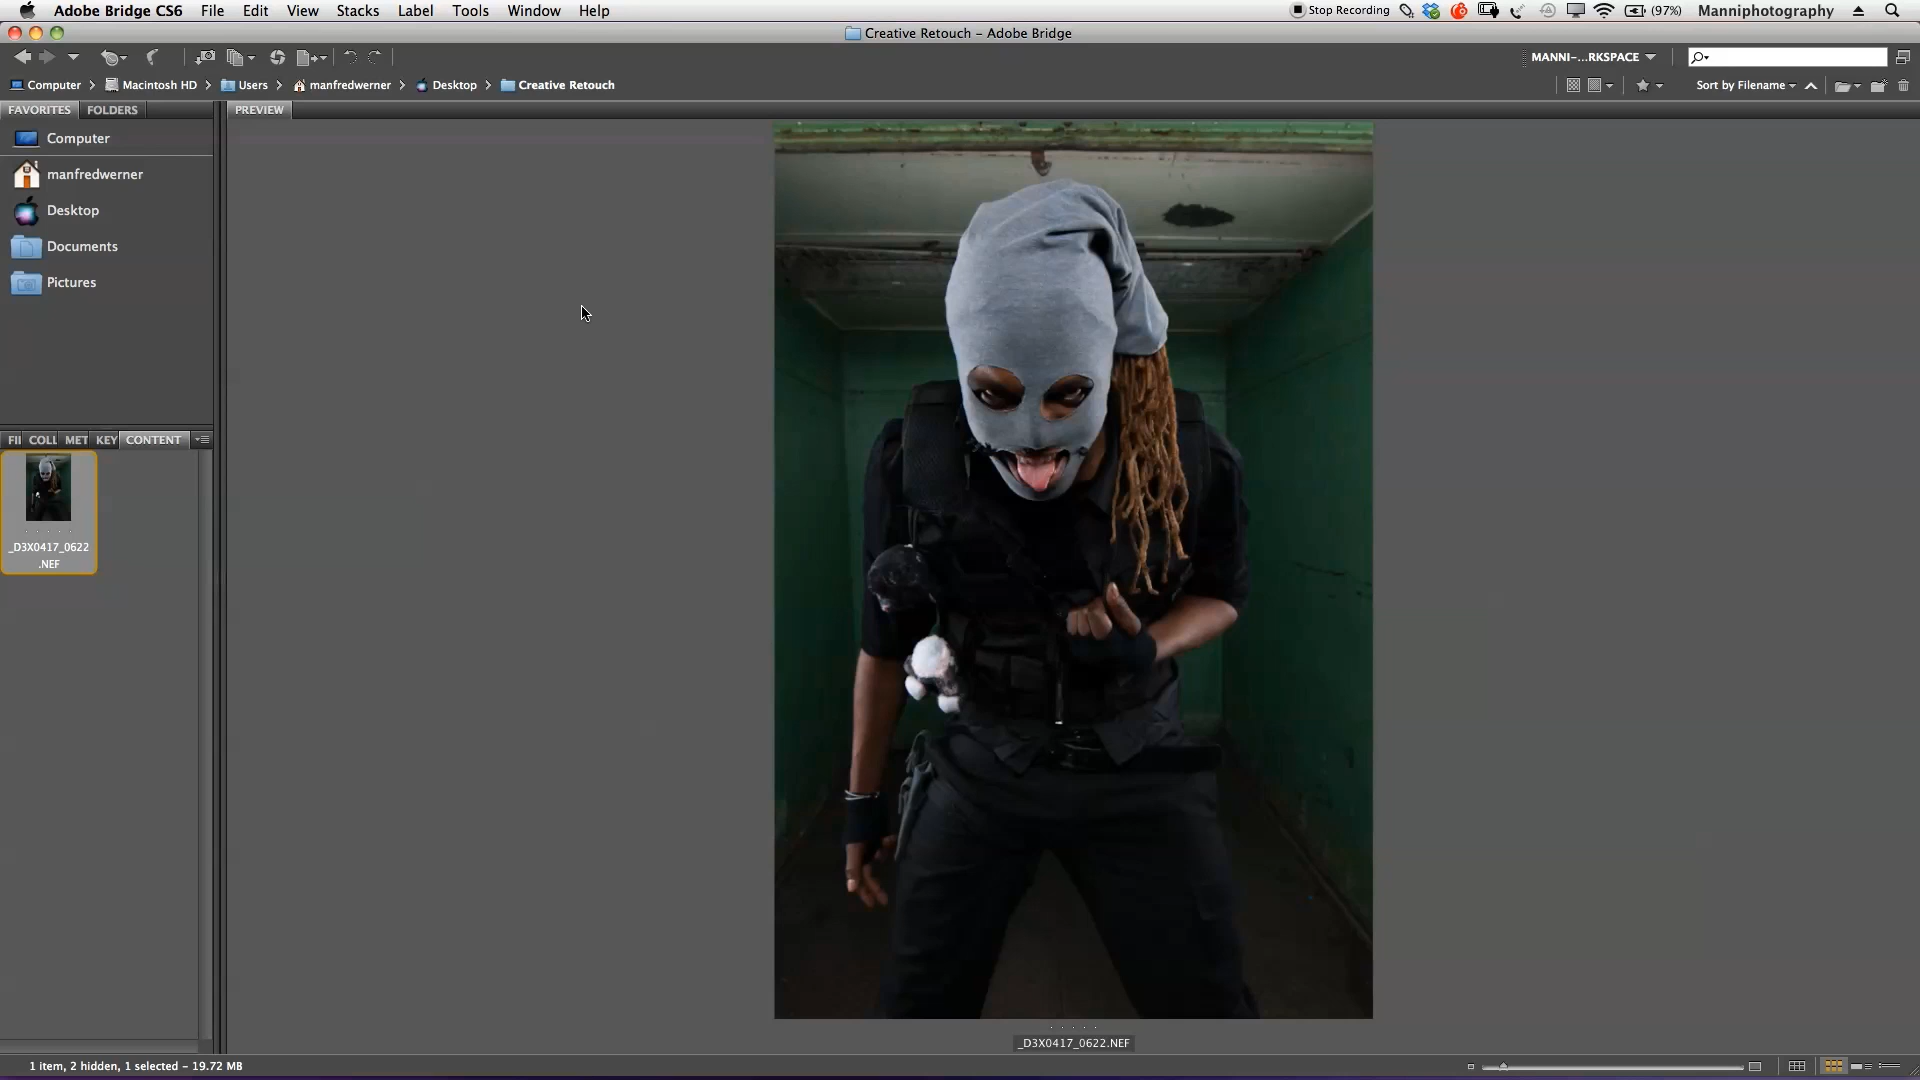 Adobe Bridge CS6 File Edit View Stacks Label Tools Window Help Stop Recording (97%) Manniphotography
Creative Retouch – Adobe Bridge
MANNI-...RKSPACE
Computer Macintosh HD Users manfredwerner Desktop Creative Retouch Sort by Filename
FAVORITES FOLDERS PREVIEW
Computer
manfredwerner
Desktop
Documents
Pictures
FII COLL MET KEY CONTENT
_D3X0417_0622
.NEF
_D3X0417_0622.NEF
1 item, 2 hidden, 1 selected – 19.72 MB